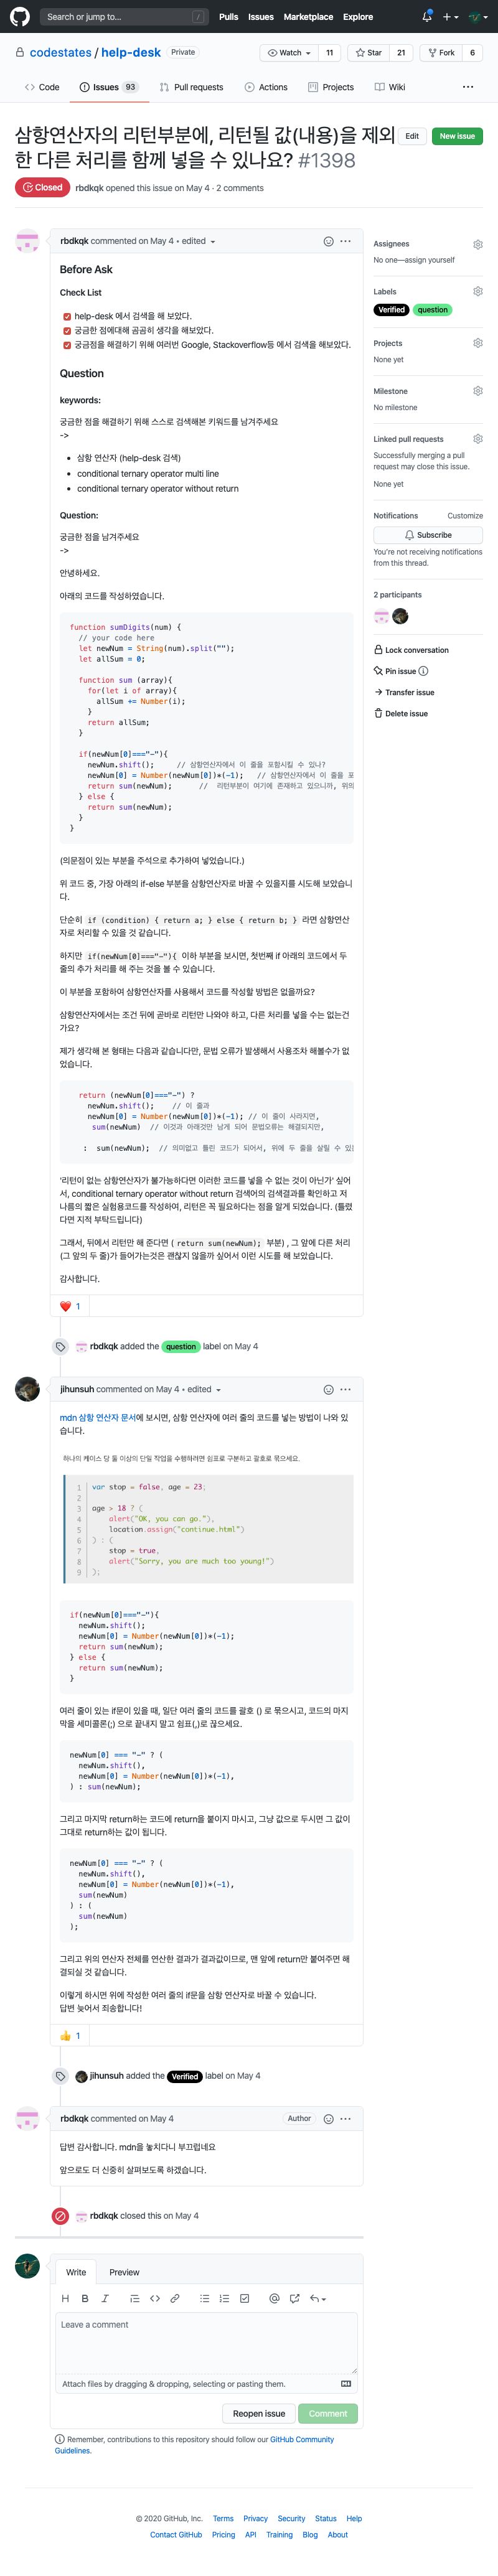 Search or jump to... /
Pulls Issues Marketplace Explore
codestates / help-desk Private
Watch 11 Star 21 Fork 6
Code Issues 93 Pull requests Actions Projects Wiki
삼항연산자의 리턴부분에, 리턴될 값(내용)을 제외
한 다른 처리를 함께 넣을 수 있나요? #1398
Edit New issue
Closed rbdkqk opened this issue on May 4 · 2 comments
rbdkqk commented on May 4 • edited
Before Ask
Check List
help-desk 에서 검색을 해 보았다.
궁금한 점에대해 곰곰히 생각을 해보았다.
궁금점을 해결하기 위해 여러번 Google, Stackoverflow등 에서 검색을 해보았다.
Question
keywords:
궁금한 점을 해결하기 위해 스스로 검색해본 키워드를 남겨주세요
->
삼항 연산자 (help-desk 검색)
conditional ternary operator multi line
conditional ternary operator without return
Question:
궁금한 점을 남겨주세요
->
안녕하세요.
아래의 코드를 작성하였습니다.
function sumDigits(num) {
// your code here
let newNum = String(num).split("");
let allSum = 0;
function sum (array){
for(let i of array){
allSum += Number(i);
}
return allSum;
}
if(newNum[0]==="-"){
newNum.shift(); // 삼항연산자에서 이 줄을 포함시킬 수 있나?
newNum[0] = Number(newNum[0])*(-1); // 삼항연산자에서 이 줄을 포
return sum(newNum); // 리턴부분이 여기에 존재하고 있으니까, 위의
} else {
return sum(newNum);
}
}
(의문점이 있는 부분을 주석으로 추가하여 넣었습니다.)
위 코드 중, 가장 아래의 if-else 부분을 삼항연산자로 바꿀 수 있을지를 시도해 보았습니
다.
단순히 if (condition) { return a; } else { return b; } 라면 삼항연산
자로 처리할 수 있을 것 같습니다.
하지만 if(newNum[0]==="-"){ 이하 부분을 보시면, 첫번째 if 아래의 코드에서 두
줄의 추가 처리를 해 주는 것을 볼 수 있습니다.
이 부분을 포함하여 삼항연산자를 사용해서 코드를 작성할 방법은 없을까요?
삼항연산자에서는 조건 뒤에 곧바로 리턴만 나와야 하고, 다른 처리를 넣을 수는 없는건
가요?
제가 생각해 본 형태는 다음과 같습니다만, 문법 오류가 발생해서 사용조차 해볼수가 없
었습니다.
return (newNum[0]==="-") ?
newNum.shift(); // 이 줄과
newNum[0] = Number(newNum[0])*(-1); // 이 줄이 사라지면,
sum(newNum) // 이것과 아래것만 남게 되어 문법오류는 해결되지만,
: sum(newNum); // 의미없고 틀린 코드가 되어서, 위에 두 줄을 살릴 수 있는
'리턴이 없는 삼항연산자가 불가능하다면 이러한 코드를 넣을 수 없는 것이 아닌가' 싶어
서, conditional ternary operator without return 검색어의 검색결과를 확인하고 저
나름의 짧은 실험용코드를 작성하여, 리턴은 꼭 필요하다는 점을 알게 되었습니다. (틀렸
다면 지적 부탁드립니다)
그래서, 뒤에서 리턴만 해 준다면 ( return sum(newNum); 부분) , 그 앞에 다른 처리
(그 앞의 두 줄)가 들어가는것은 괜찮지 않을까 싶어서 이런 시도를 해 보았습니다.
감사합니다.
❤️ 1
rbdkqk added the question label on May 4
jihunsuh commented on May 4 • edited
mdn 삼항 연산자 문서에 보시면, 삼항 연산자에 여러 줄의 코드를 넣는 방법이 나와 있
습니다.
하나의 케이스 당 둘 이상의 단일 작업을 수행하려면 쉼표로 구분하고 괄호로 묶으세요.
1 var stop = false, age = 23;
2
3 age > 18 ? (
4 alert("OK, you can go."),
5 location.assign("continue.html")
6 ) : (
7 stop = true,
8 alert("Sorry, you are much too young!")
9 );
if(newNum[0]==="-"){
newNum.shift();
newNum[0] = Number(newNum[0])*(-1);
return sum(newNum);
} else {
return sum(newNum);
}
여러 줄이 있는 if문이 있을 때, 일단 여러 줄의 코드를 괄호 () 로 묶으시고, 코드의 마지
막을 세미콜론(;) 으로 끝내지 말고 쉼표(,)로 끊으세요.
newNum[0] === "-" ? (
newNum.shift(),
newNum[0] = Number(newNum[0])*(-1),
) : sum(newNum);
그리고 마지막 return하는 코드에 return을 붙이지 마시고, 그냥 값으로 두시면 그 값이
그대로 return하는 값이 됩니다.
newNum[0] === "-" ? (
newNum.shift(),
newNum[0] = Number(newNum[0])*(-1),
sum(newNum)
) : (
sum(newNum)
);
그리고 위의 연산자 전체를 연산한 결과가 결과값이므로, 맨 앞에 return만 붙여주면 해
결되실 것 같습니다.
이렇게 하시면 위에 작성한 여러 줄의 if문을 삼항 연산자로 바꿀 수 있습니다.
답변 늦어서 죄송합니다!
👍 1
jihunsuh added the Verified label on May 4
rbdkqk commented on May 4 Author
답변 감사합니다. mdn을 놓치다니 부끄럽네요
앞으로도 더 신중히 살펴보도록 하겠습니다.
rbdkqk closed this on May 4
Write Preview
Leave a comment
Attach files by dragging & dropping, selecting or pasting them.
Reopen issue Comment
Remember, contributions to this repository should follow our GitHub Community
Guidelines.
Assignees
No one—assign yourself
Labels
Verified question
Projects
None yet
Milestone
No milestone
Linked pull requests
Successfully merging a pull
request may close this issue.
None yet
Notifications Customize
Subscribe
You're not receiving notifications
from this thread.
2 participants
Lock conversation
Pin issue
Transfer issue
Delete issue
© 2020 GitHub, Inc. Terms Privacy Security Status Help
Contact GitHub Pricing API Training Blog About